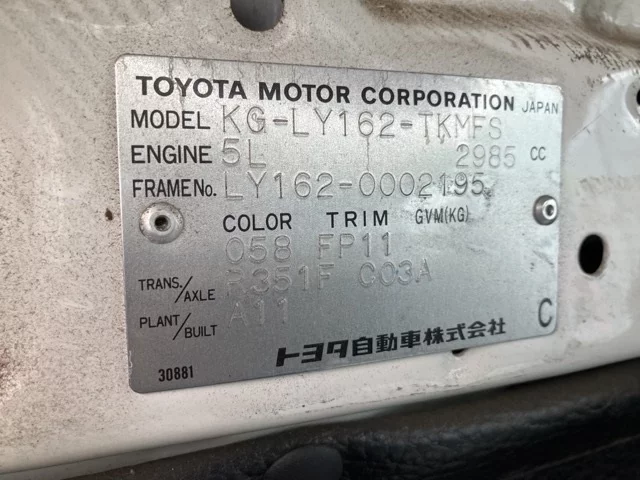 TOYOTA MOTOR CORPORATION JAPAN
MODEL KG-LY162-TKMFS
ENGINE 5L 2985 CC
FRAME No. LY162-0002195
COLOR TRIM GVM(KG)
058 FP11
TRANS./AXLE R351F C03A
PLANT/BUILT A11
トヨタ自動車株式会社 C
30881